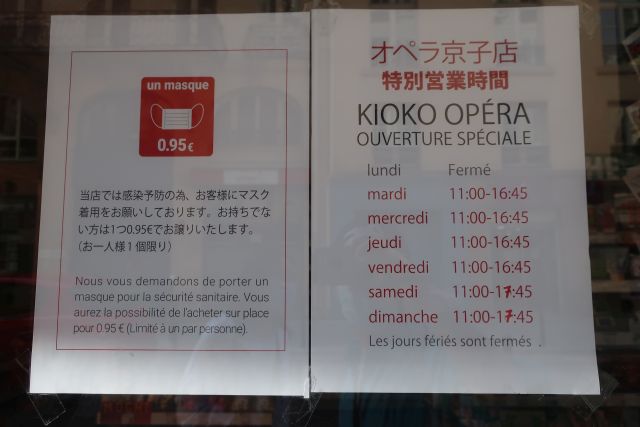 un masque
0.95€
当店では感染予防の為、お客様にマスク
着用をお願いしております。お持ちでな
い方は1つ0.95€でお譲りいたします。
（お一人様１個限り）
Nous vous demandons de porter un
masque pour la sécurité sanitaire. Vous
aurez la possibilité de l'acheter sur place
pour 0.95 € (Limité à un par personne).
オペラ京子店
特別営業時間
KIOKO OPÉRA
OUVERTURE SPÉCIALE
lundi Fermé
mardi 11:00-16:45
mercredi 11:00-16:45
jeudi 11:00-16:45
vendredi 11:00-16:45
samedi 11:00-17:45
dimanche 11:00-17:45
Les jours fériés sont fermés .